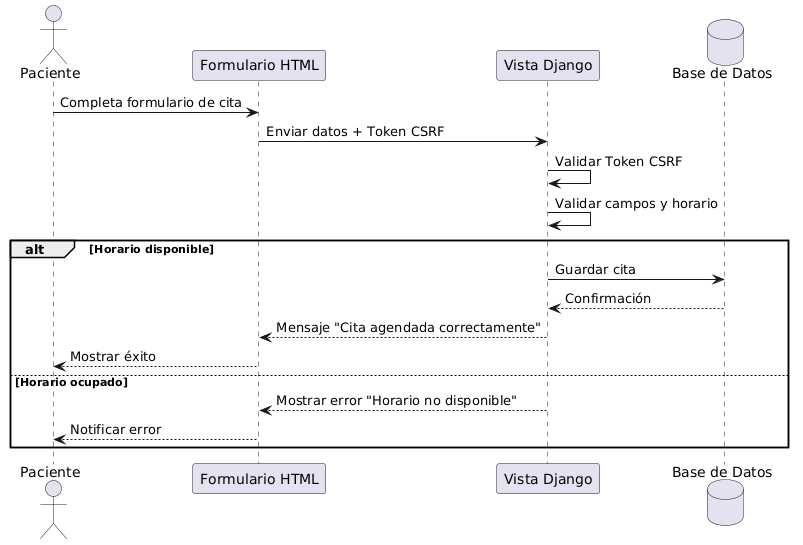 Paciente
Formulario HTML
Vista Django
Base de Datos
Completa formulario de cita
Enviar datos + Token CSRF
Validar Token CSRF
Validar campos y horario
alt
[Horario disponible]
Guardar cita
Confirmación
Mensaje "Cita agendada correctamente"
Mostrar éxito
[Horario ocupado]
Mostrar error "Horario no disponible"
Notificar error
Paciente
Formulario HTML
Vista Django
Base de Datos